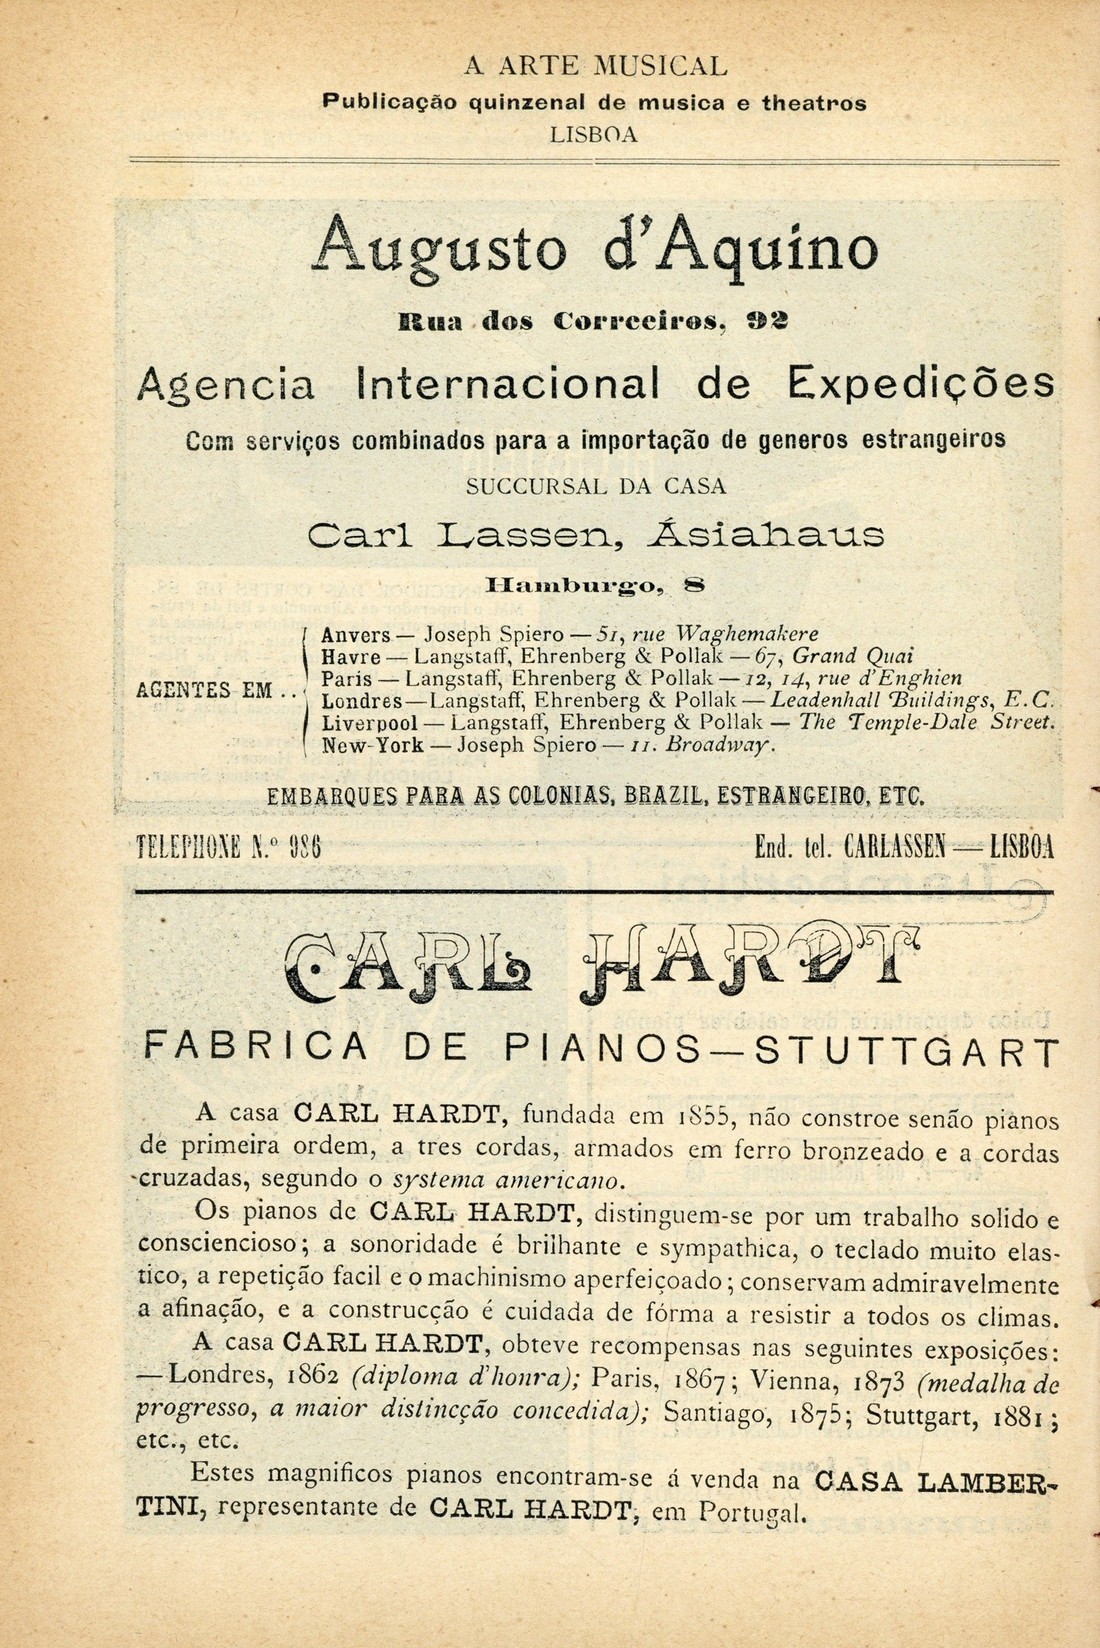 A ARTE MUSICAL
Publicação quinzenal de musica e theatros
LISBOA
Augusto d'Aquino
Rua dos Correeiros, 92
Agencia Internacional de Expedições
Com serviços combinados para a importação de generos estrangeiros
SUCCURSAL DA CASA
Carl Lassen, Ásiahaus
Hamburgo, 8
AGENTES EM ..
Anvers — Joseph Spiero — 51, rue Waghemakere
Havre — Langstaff, Ehrenberg & Pollak — 67, Grand Quai
Paris — Langstaff, Ehrenberg & Pollak — 12, 14, rue d'Enghien
Londres — Langstaff, Ehrenberg & Pollak — Leadenhall Buildings, E.C.
Liverpool — Langstaff, Ehrenberg & Pollak — The Temple-Dale Street.
New-York — Joseph Spiero — 11. Broadway.
EMBARQUES PARA AS COLONIAS, BRAZIL, ESTRANGEIRO, ETC.
TELEPHONE N.º 986 End. tel. CARLASSEN — LISBOA
CARL HARDT
FABRICA DE PIANOS—STUTTGART
A casa CARL HARDT, fundada em 1855, não constroe senão pianos
de primeira ordem, a tres cordas, armados em ferro bronzeado e a cordas
cruzadas, segundo o systema americano.
Os pianos de CARL HARDT, distinguem-se por um trabalho solido e
consciencioso; a sonoridade é brilhante e sympathica, o teclado muito elas-
tico, a repetição facil e o machinismo aperfeiçoado; conservam admiravelmente
a afinação, e a construcção é cuidada de fórma a resistir a todos os climas.
A casa CARL HARDT, obteve recompensas nas seguintes exposições:
—Londres, 1862 (diploma d'honra); Paris, 1867; Vienna, 1873 (medalha de
progresso, a maior distincção concedida); Santiago, 1875; Stuttgart, 1881;
etc., etc.
Estes magnificos pianos encontram-se á venda na CASA LAMBER-
TINI, representante de CARL HARDT, em Portugal.